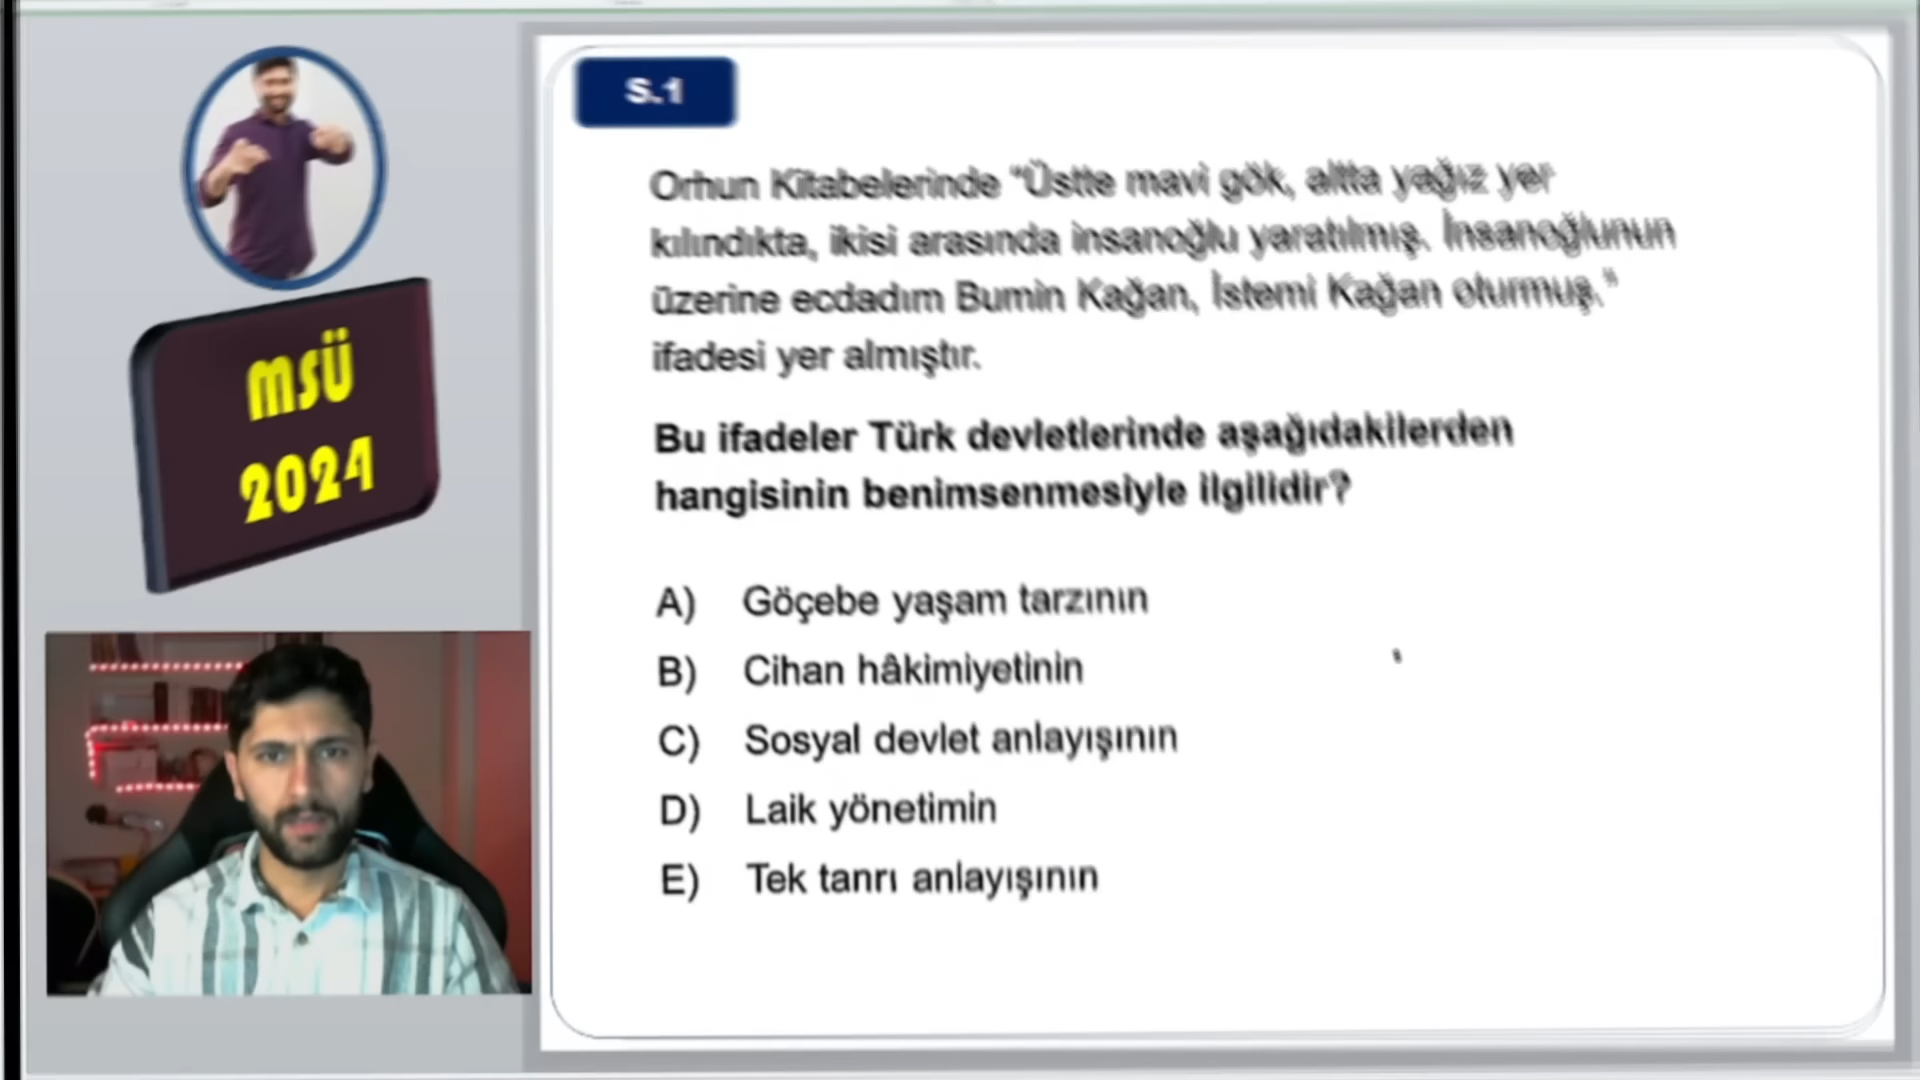 S.1
Orhun Kitabelerinde "Üstte mavi gök, altta yağız yer
kılındıkta, ikisi arasında insanoğlu yaratılmış. İnsanoğlunun
üzerine ecdadım Bumin Kağan, İstemi Kağan oturmuş."
ifadesi yer almıştır.
Bu ifadeler Türk devletlerinde aşağıdakilerden
hangisinin benimsenmesiyle ilgilidir?
A) Göçebe yaşam tarzının
B) Cihan hâkimiyetinin
C) Sosyal devlet anlayışının
D) Laik yönetimin
E) Tek tanrı anlayışının
MSÜ
2024